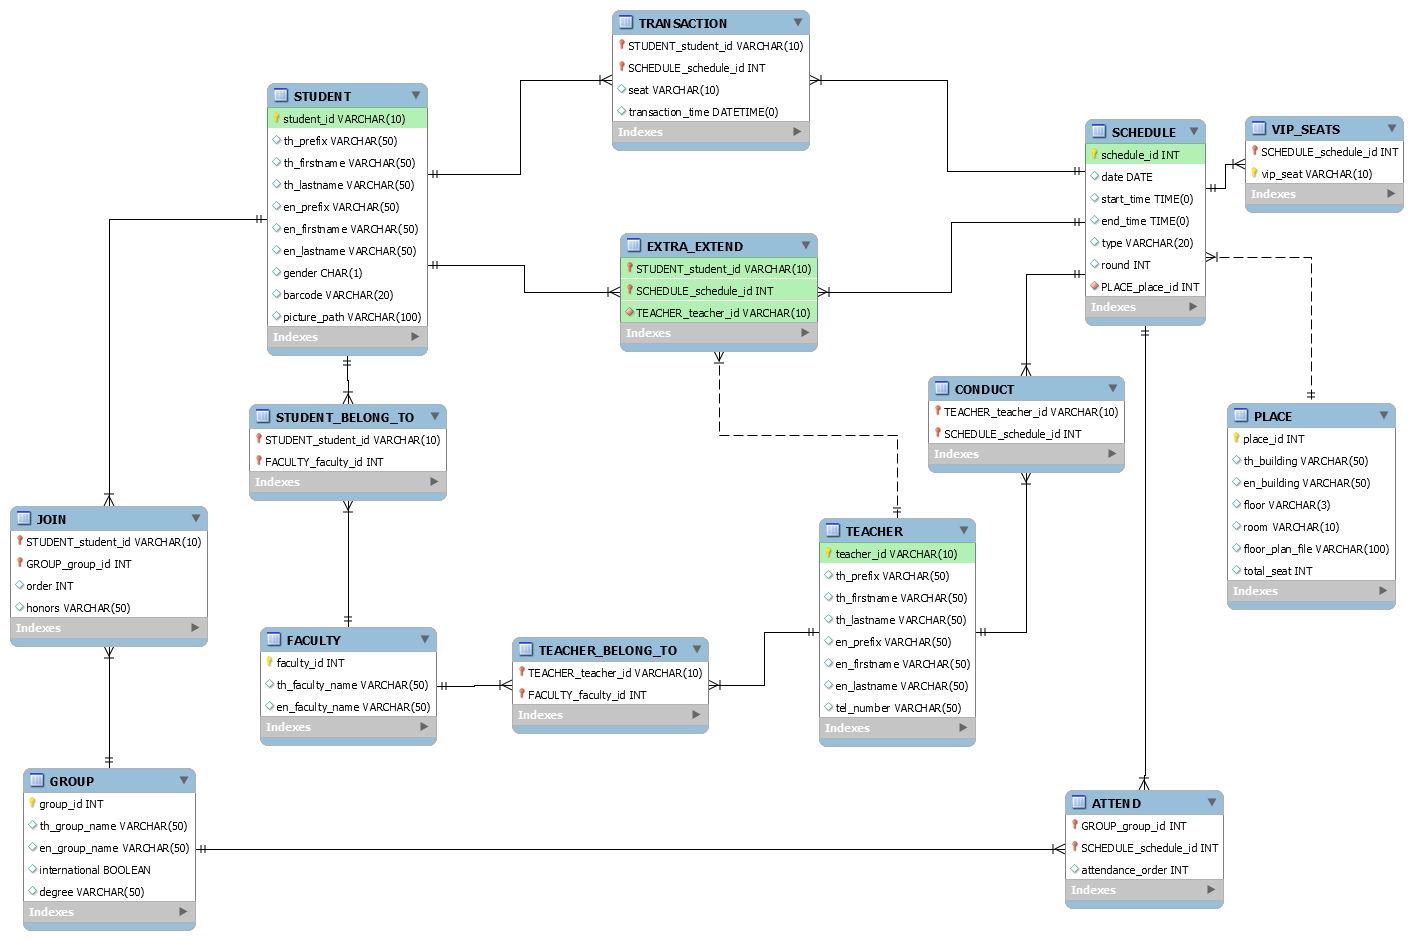 TRANSACTION
STUDENT_student_id VARCHAR(10)
SCHEDULE_schedule_id INT
seat VARCHAR(10)
transaction_time DATETIME(0)
Indexes
STUDENT
student_id VARCHAR(10)
th_prefix VARCHAR(50)
th_firstname VARCHAR(50)
th_lastname VARCHAR(50)
en_prefix VARCHAR(50)
en_firstname VARCHAR(50)
en_lastname VARCHAR(50)
gender CHAR(1)
barcode VARCHAR(20)
picture_path VARCHAR(100)
Indexes
SCHEDULE
schedule_id INT
date DATE
start_time TIME(0)
end_time TIME(0)
type VARCHAR(20)
round INT
PLACE_place_id INT
Indexes
VIP_SEATS
SCHEDULE_schedule_id INT
vip_seat VARCHAR(10)
Indexes
EXTRA_EXTEND
STUDENT_student_id VARCHAR(10)
SCHEDULE_schedule_id INT
TEACHER_teacher_id VARCHAR(10)
Indexes
CONDUCT
TEACHER_teacher_id VARCHAR(10)
SCHEDULE_schedule_id INT
Indexes
STUDENT_BELONG_TO
STUDENT_student_id VARCHAR(10)
FACULTY_faculty_id INT
Indexes
PLACE
place_id INT
th_building VARCHAR(50)
en_building VARCHAR(50)
floor VARCHAR(3)
room VARCHAR(10)
floor_plan_file VARCHAR(100)
total_seat INT
Indexes
JOIN
STUDENT_student_id VARCHAR(10)
GROUP_group_id INT
order INT
honors VARCHAR(50)
Indexes
TEACHER
teacher_id VARCHAR(10)
th_prefix VARCHAR(50)
th_firstname VARCHAR(50)
th_lastname VARCHAR(50)
en_prefix VARCHAR(50)
en_firstname VARCHAR(50)
en_lastname VARCHAR(50)
tel_number VARCHAR(50)
Indexes
FACULTY
faculty_id INT
th_faculty_name VARCHAR(50)
en_faculty_name VARCHAR(50)
Indexes
TEACHER_BELONG_TO
TEACHER_teacher_id VARCHAR(10)
FACULTY_faculty_id INT
Indexes
GROUP
group_id INT
th_group_name VARCHAR(50)
en_group_name VARCHAR(50)
international BOOLEAN
degree VARCHAR(50)
Indexes
ATTEND
GROUP_group_id INT
SCHEDULE_schedule_id INT
attendance_order INT
Indexes